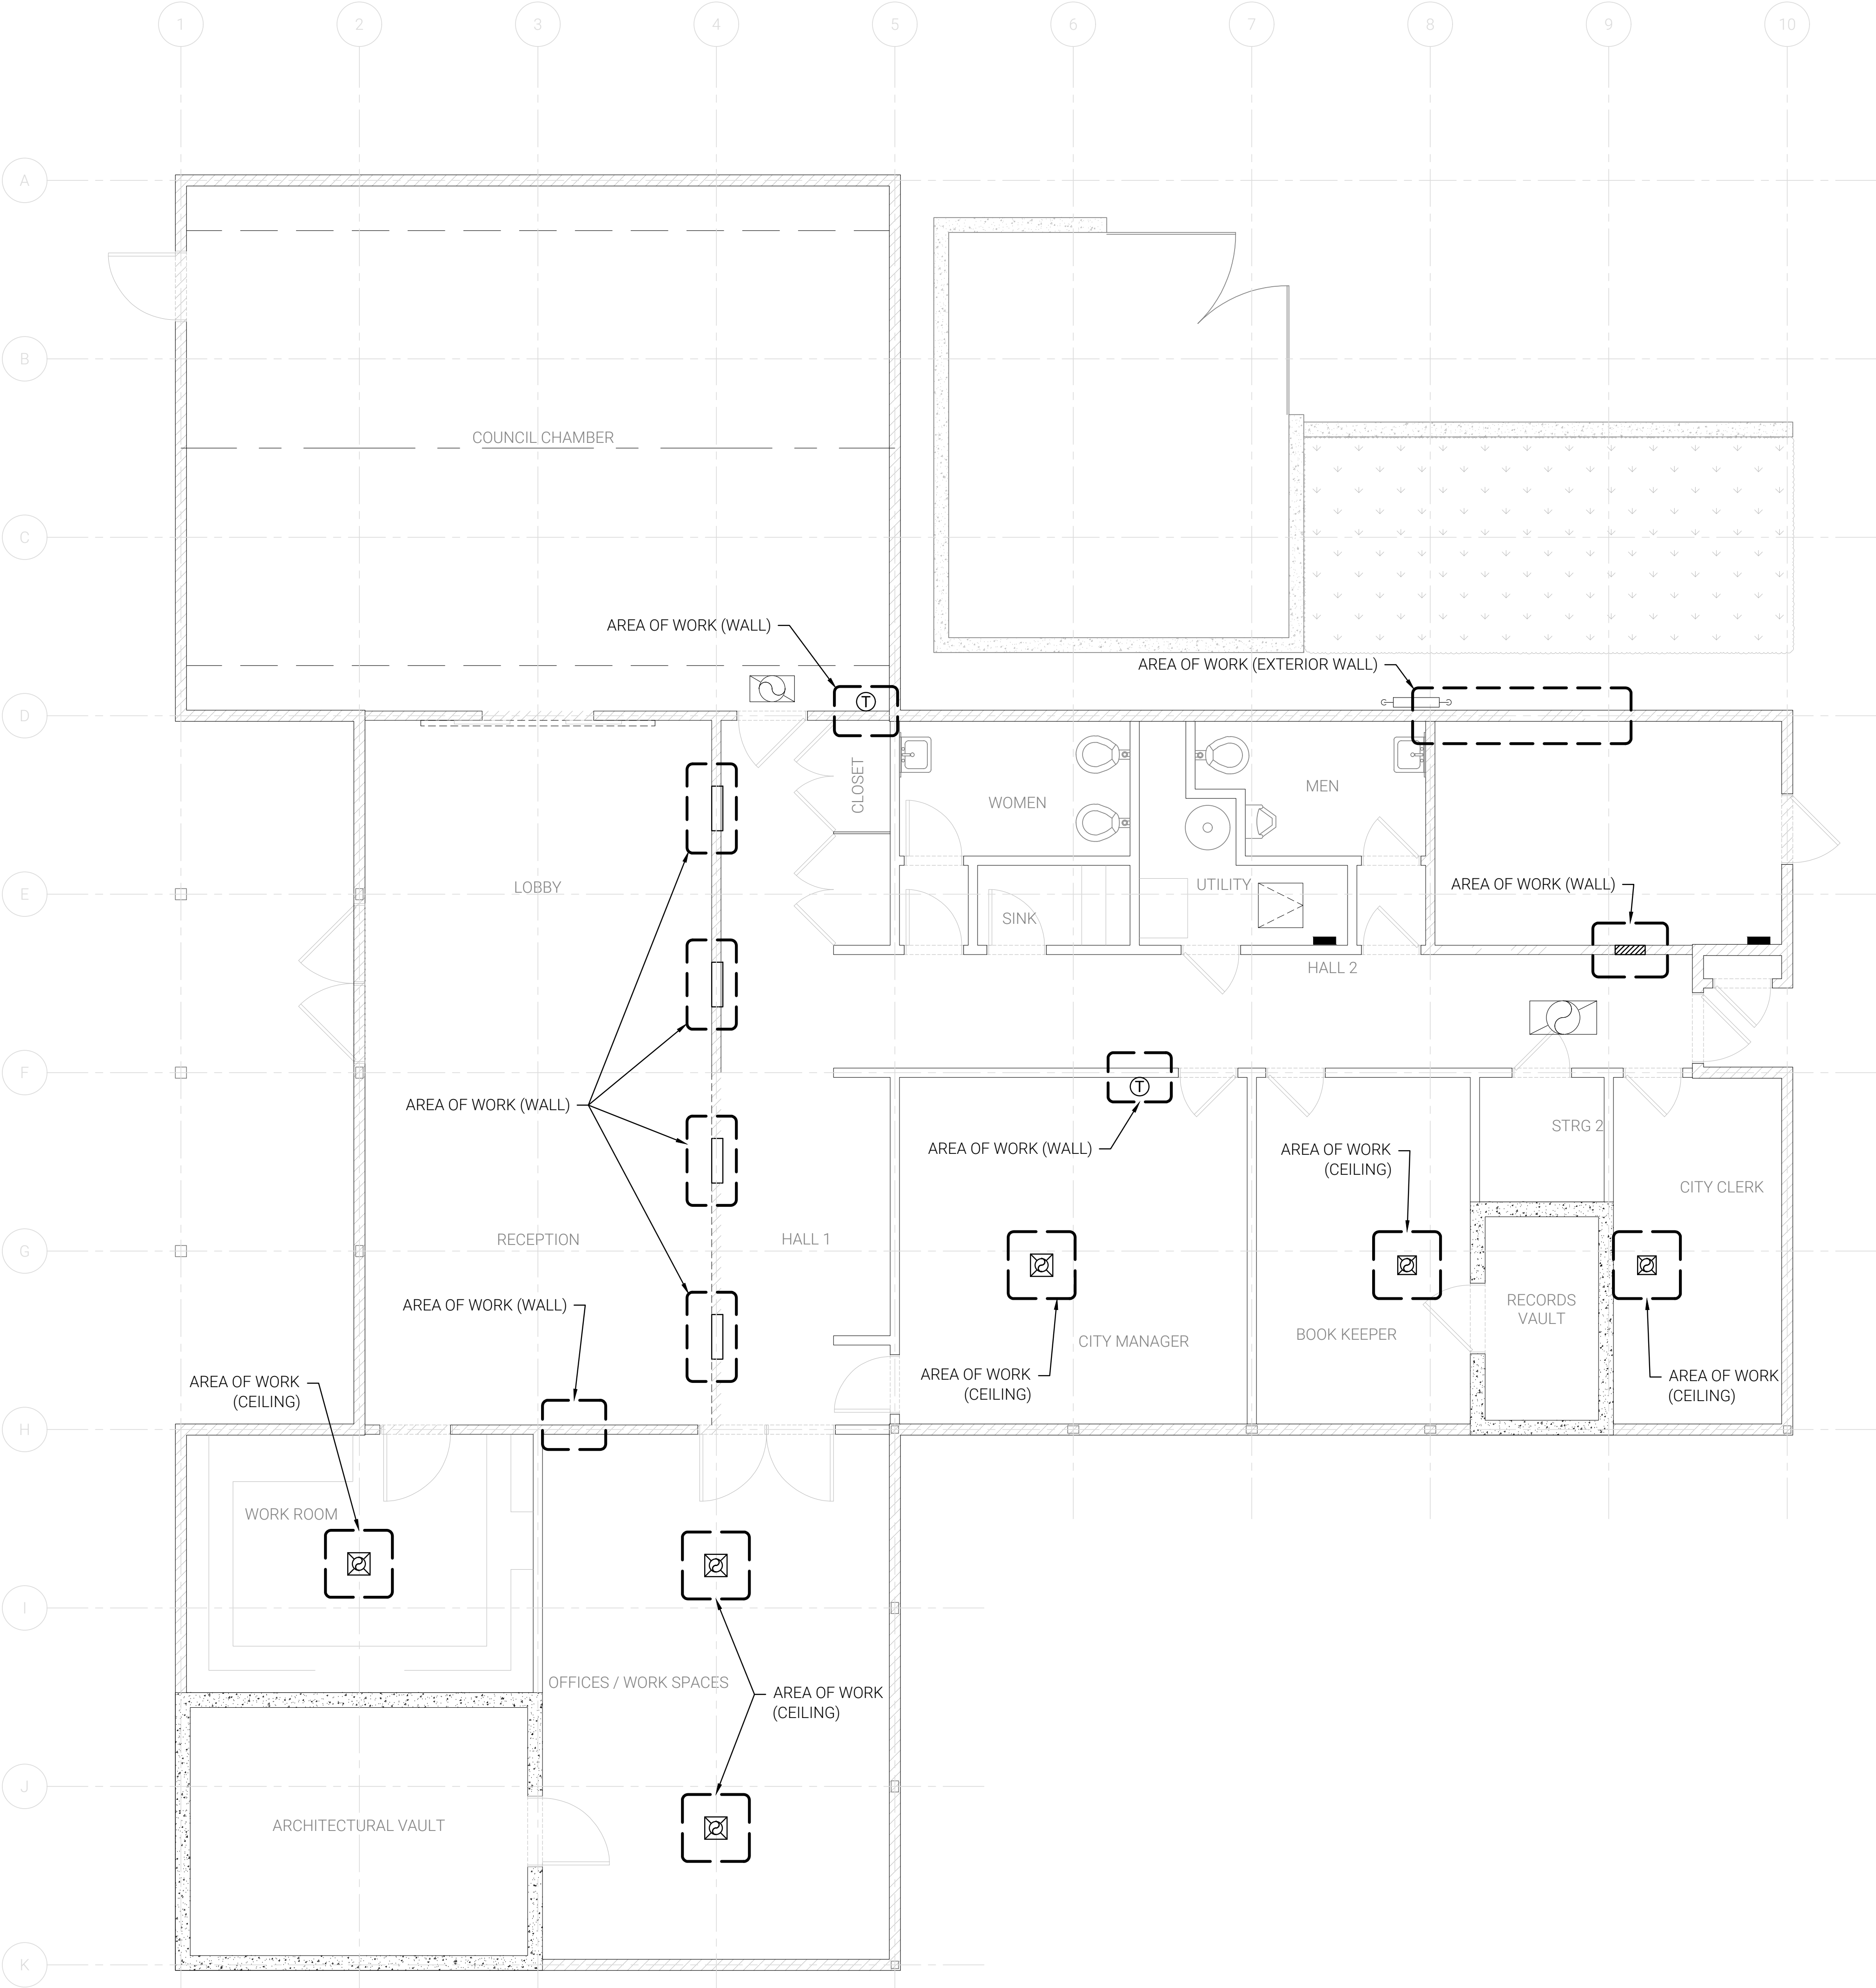 1 2 3 4 5 6 7 8 9 10
A
B
COUNCIL CHAMBER
C
AREA OF WORK (WALL)
AREA OF WORK (EXTERIOR WALL)
T
D
CLOSET
MEN
WOMEN
LOBBY
UTILITY
AREA OF WORK (WALL)
E
SINK
HALL 2
F
T
AREA OF WORK (WALL)
STRG 2
AREA OF WORK (WALL)
AREA OF WORK
(CEILING)
CITY CLERK
RECEPTION
HALL 1
G
RECORDS
VAULT
AREA OF WORK (WALL)
BOOK KEEPER
CITY MANAGER
AREA OF WORK
(CEILING)
AREA OF WORK
(CEILING)
AREA OF WORK
(CEILING)
H
WORK ROOM
I
OFFICES / WORK SPACES
AREA OF WORK
(CEILING)
J
ARCHITECTURAL VAULT
K